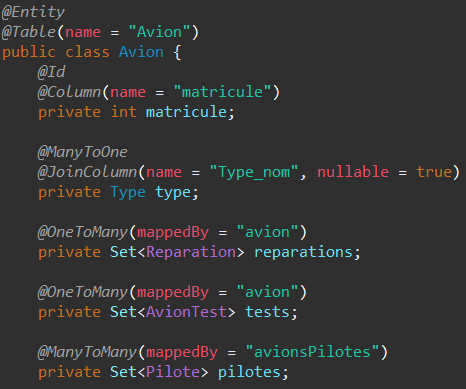 @Entity
@Table(name = "Avion")
public class Avion {
@Id
@Column(name = "matricule")
private int matricule;
@ManyToOne
@JoinColumn(name = "Type_nom", nullable = true)
private Type type;
@OneToMany(mappedBy = "avion")
private Set<Reparation> reparations;
@OneToMany(mappedBy = "avion")
private Set<AvionTest> tests;
@ManyToMany(mappedBy = "avionsPilotes")
private Set<Pilote> pilotes;